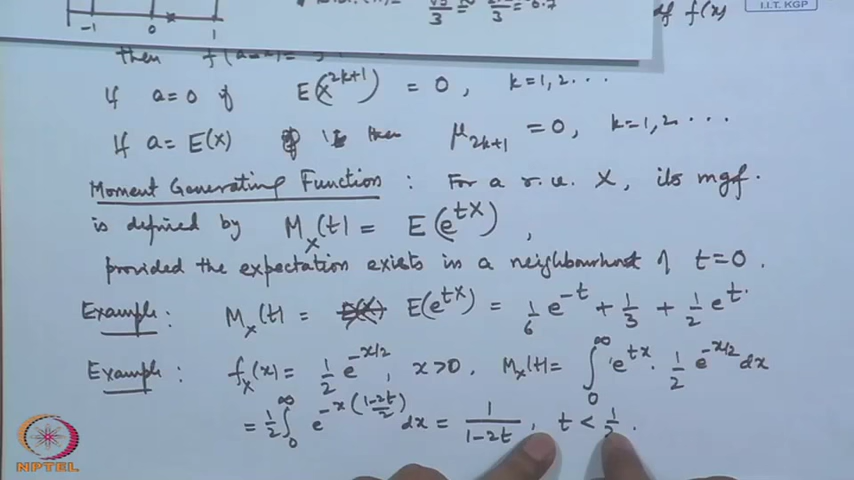 I.I.T. KGP
-1 0 1
then
If a=0 if E(X^{2k+1}) = 0, k=1,2...
If a= E(X) then μ_{2k+1} = 0, k=1,2....
Moment Generating Function : For a r.v. X, its mgf.
is defined by M_X(t) = E(e^{tX}),
provided the expectation exists in a neighbourhood of t=0.
Example: M_X(t) = E(e^{tX}) = 1/6 e^{-t} + 1/3 + 1/2 e^{t}.
Example: f_X(x) = 1/2 e^{-x/2}, x>0. M_X(t) = ∫_0^∞ e^{tx}. 1/2 e^{-x/2} dx
= 1/2 ∫_0^∞ e^{-x((1-2t)/2)} dx = 1/(1-2t), t < 1/2.
NPTEL